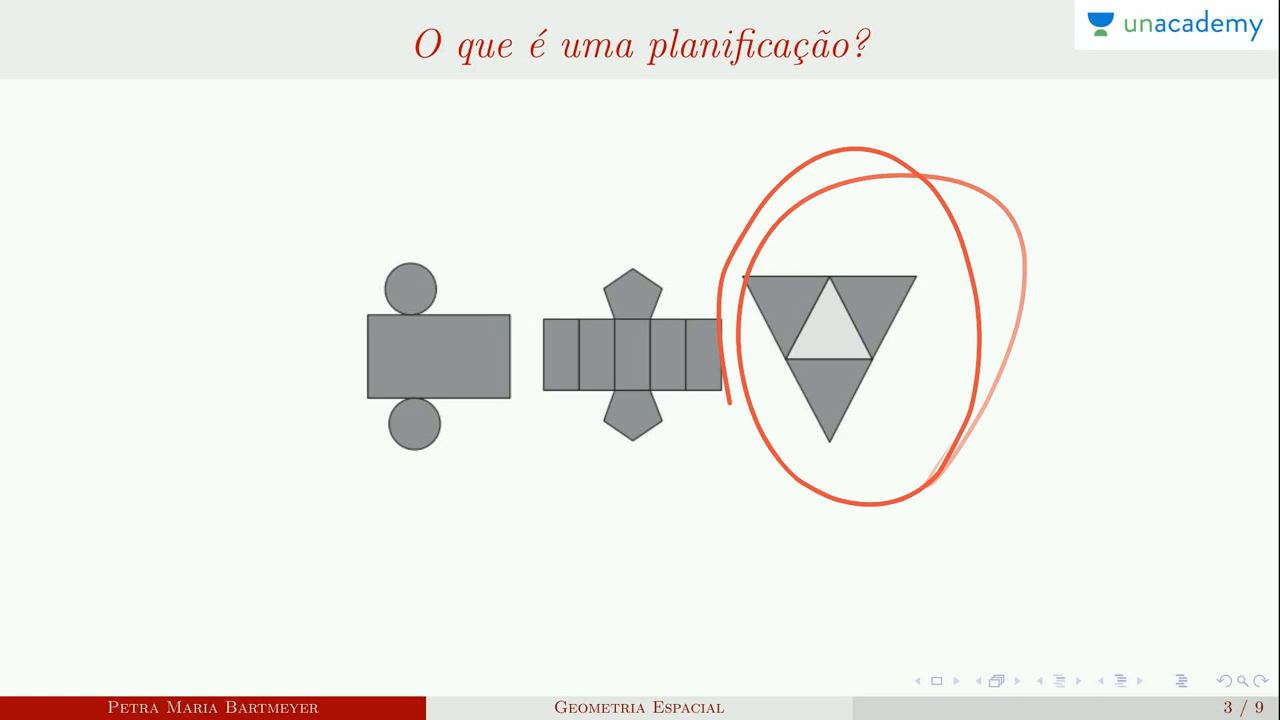 O que é uma planificação?
unacademy
Petra Maria Bartmeyer
Geometria Espacial
3 / 9